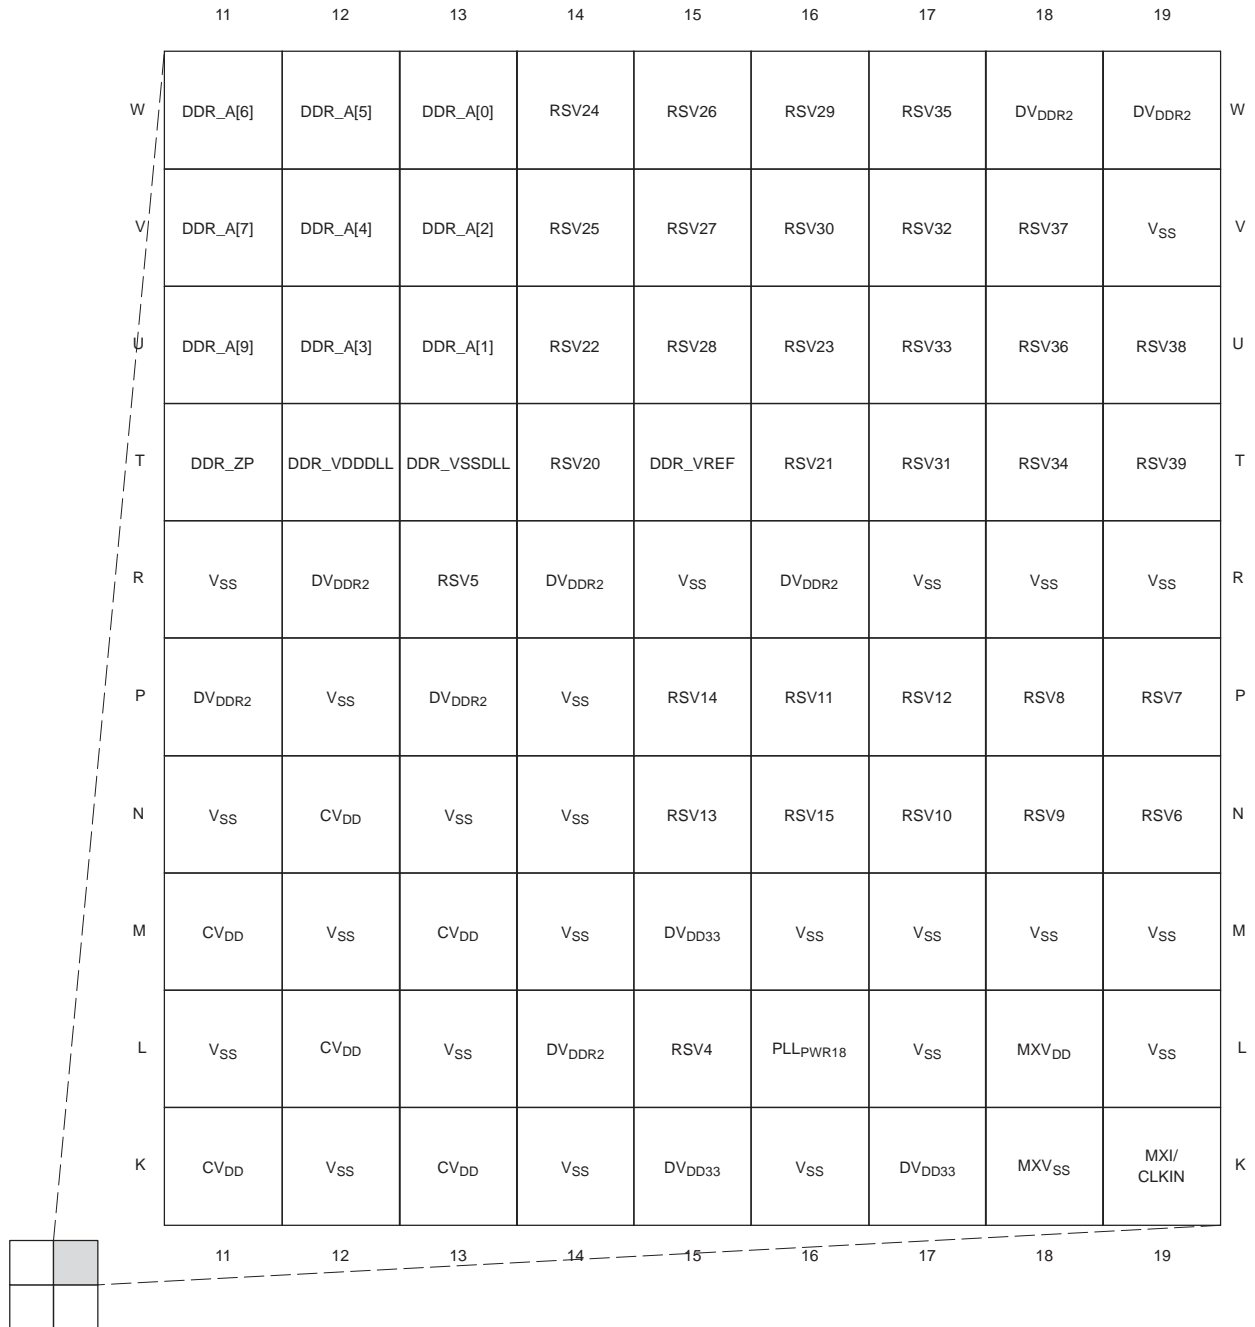 11 12 13 14 15 16 17 18 19
W DDR_A[6] DDR_A[5] DDR_A[0] RSV24 RSV26 RSV29 RSV35 DVDDR2 DVDDR2 W
V DDR_A[7] DDR_A[4] DDR_A[2] RSV25 RSV27 RSV30 RSV32 RSV37 VSS V
U DDR_A[9] DDR_A[3] DDR_A[1] RSV22 RSV28 RSV23 RSV33 RSV36 RSV38 U
T DDR_ZP DDR_VDDDLL DDR_VSSDLL RSV20 DDR_VREF RSV21 RSV31 RSV34 RSV39 T
R VSS DVDDR2 RSV5 DVDDR2 VSS DVDDR2 VSS VSS VSS R
P DVDDR2 VSS DVDDR2 VSS RSV14 RSV11 RSV12 RSV8 RSV7 P
N VSS CVDD VSS VSS RSV13 RSV15 RSV10 RSV9 RSV6 N
M CVDD VSS CVDD VSS DVDD33 VSS VSS VSS VSS M
L VSS CVDD VSS DVDDR2 RSV4 PLLPWR18 VSS MXVDD VSS L
K CVDD VSS CVDD VSS DVDD33 VSS DVDD33 MXVSS MXI/ K
CLKIN
11 12 13 14 15 16 17 18 19